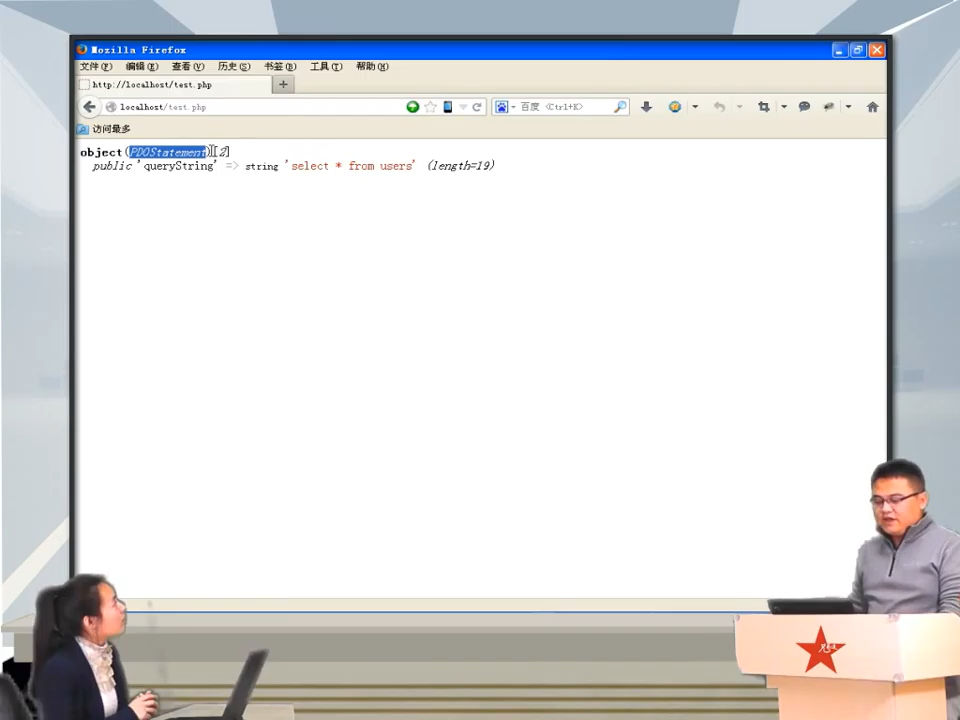 Mozilla Firefox
文件(F) 编辑(E) 查看(V) 历史(S) 书签(B) 工具(T) 帮助(H)
http://localhost/test.php
localhost/test.php
百度 <Ctrl+K>
访问最多
object(PDOStatement)[2]
public 'queryString' => string 'select * from users' (length=19)